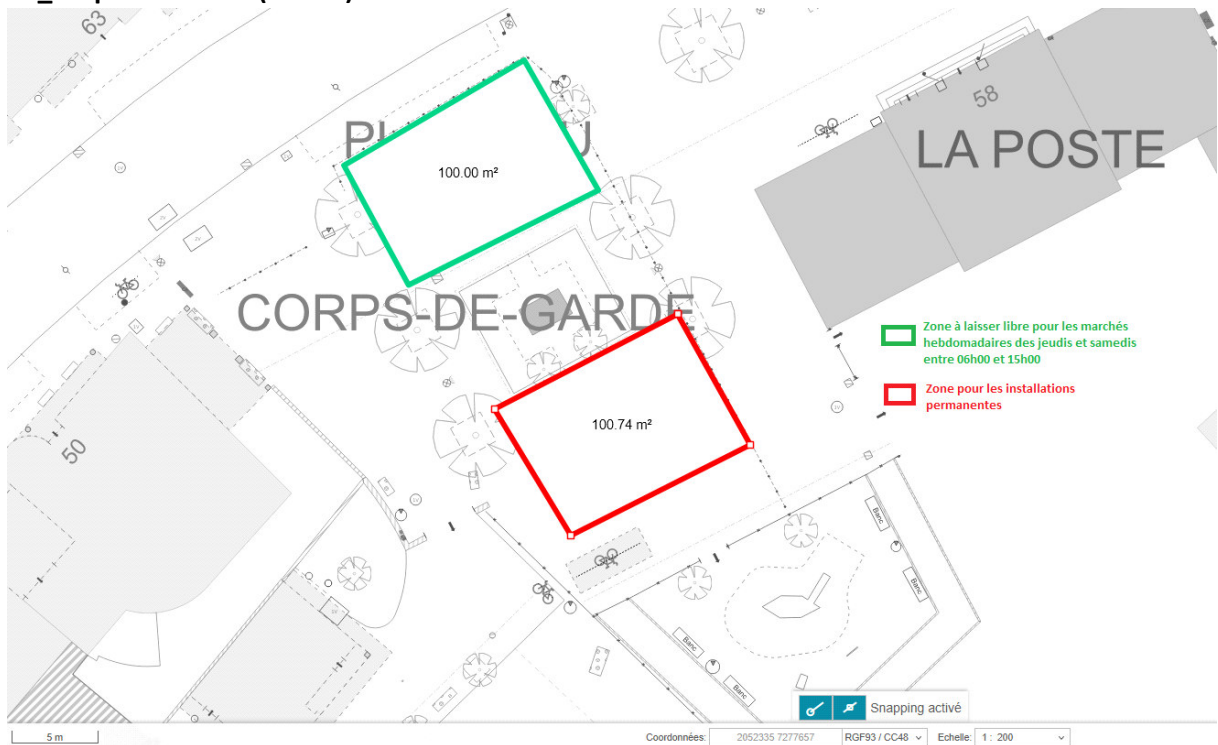 63
58
LA POSTE
100.00 m²
CORPS-DE-GARDE
Zone à laisser libre pour les marchés
hebdomadaires des jeudis et samedis
entre 06h00 et 15h00
Zone pour les installations
permanentes
100.74 m²
50
Banc
Banc
Banc
Banc
Snapping activé
5 m
Coordonnées: 2052335 7277657 RGF93 / CC48 Echelle: 1 : 200